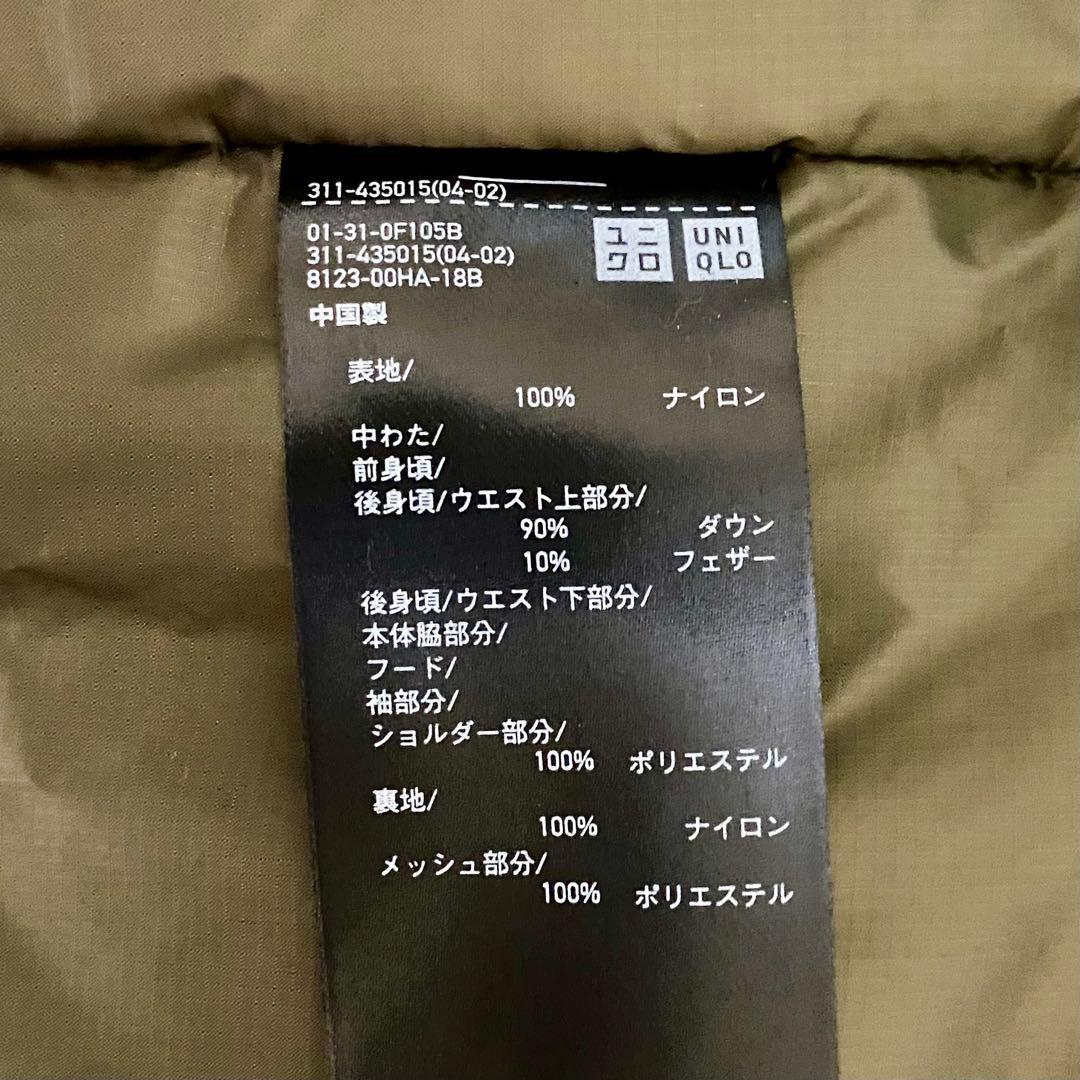 311-435015(04-02)
01-31-0F105B
311-435015(04-02)
8123-00HA-18B
ユニ
クロ
UNI
QLO
中国製
表地/
100% ナイロン
中わた/
前身頃/
後身頃/ウエスト上部分/
90% ダウン
10% フェザー
後身頃/ウエスト下部分/
本体脇部分/
フード/
袖部分/
ショルダー部分/
100% ポリエステル
裏地/
100% ナイロン
メッシュ部分/
100% ポリエステル